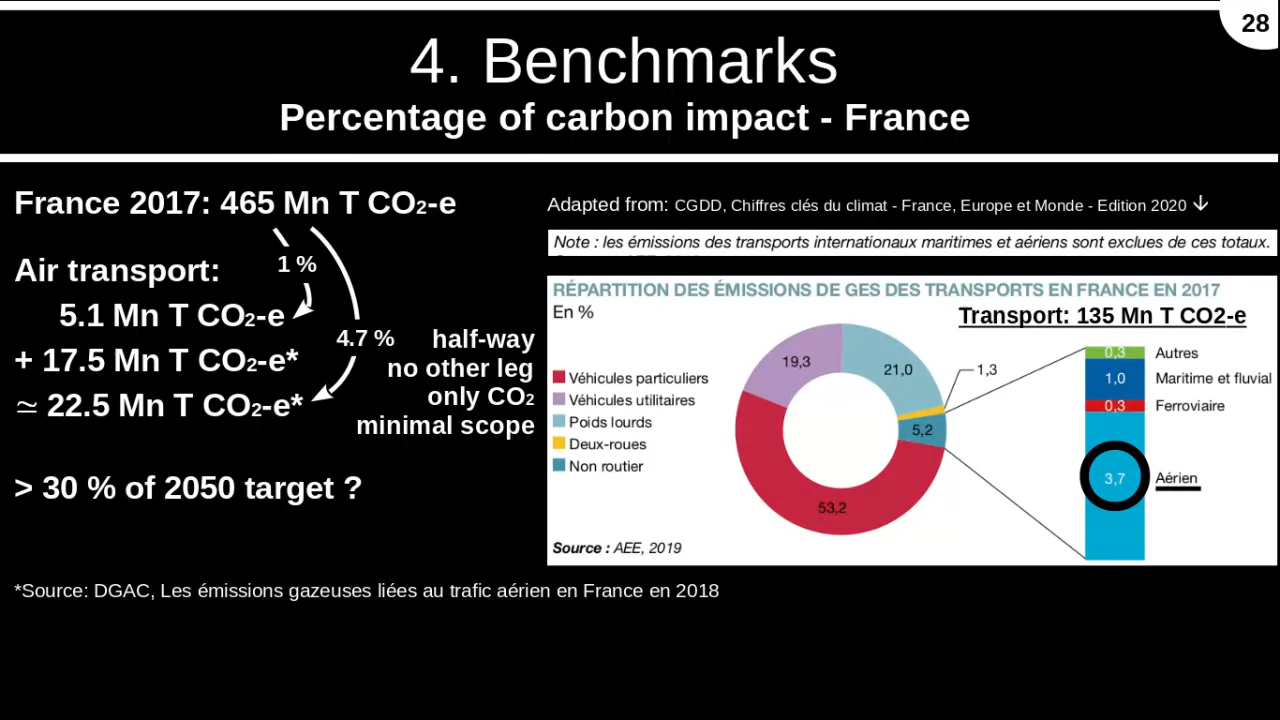 28
4. Benchmarks
Percentage of carbon impact - France
France 2017: 465 Mn T CO2-e
1 %
Air transport:
5.1 Mn T CO2-e
+ 17.5 Mn T CO2-e*
≃ 22.5 Mn T CO2-e*
4.7 %
half-way
no other leg
only CO2
minimal scope
> 30 % of 2050 target ?
Adapted from: CGDD, Chiffres clés du climat - France, Europe et Monde - Edition 2020 ↓
Note : les émissions des transports internationaux maritimes et aériens sont exclues de ces totaux.
RÉPARTITION DES ÉMISSIONS DE GES DES TRANSPORTS EN FRANCE EN 2017
En %
Transport: 135 Mn T CO2-e
Véhicules particuliers
Véhicules utilitaires
Poids lourds
Deux-roues
Non routier
19,3
21,0
1,3
5,2
53,2
0,3 Autres
1,0 Maritime et fluvial
0,3 Ferroviaire
3,7 Aérien
Source : AEE, 2019
*Source: DGAC, Les émissions gazeuses liées au trafic aérien en France en 2018